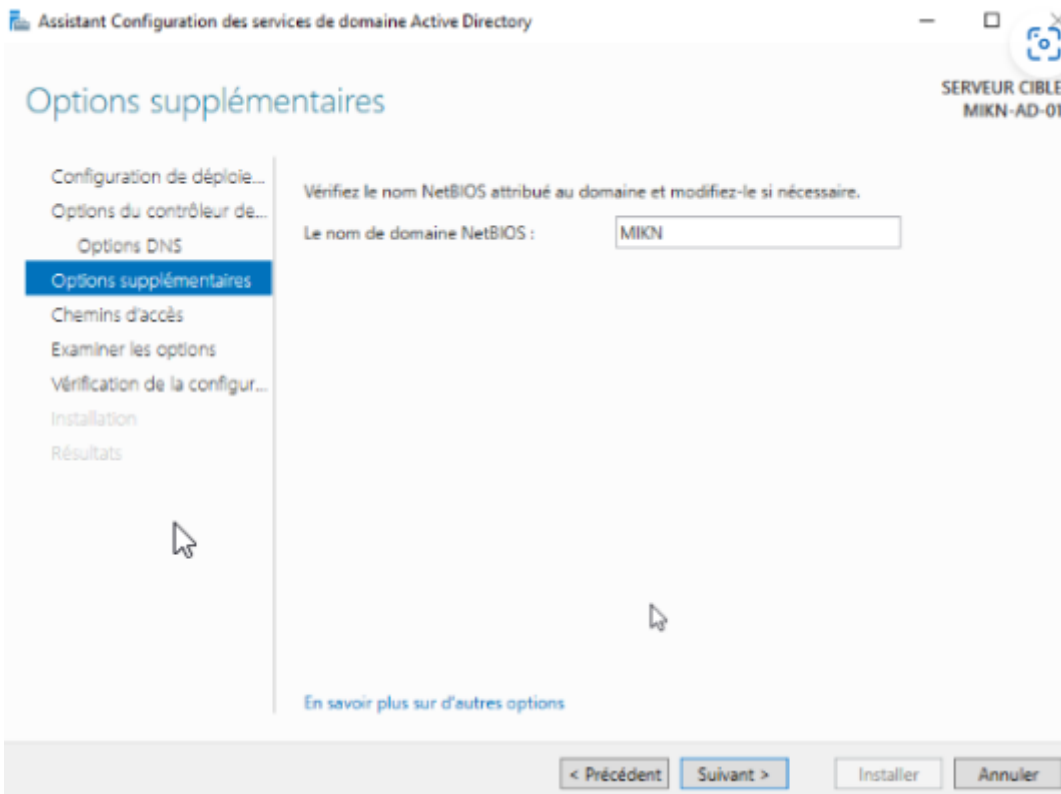 Assistant Configuration des services de domaine Active Directory
Options supplémentaires
SERVEUR CIBLE
MIKN-AD-01
Configuration de déploie...
Options du contrôleur de...
Options DNS
Options supplémentaires
Chemins d'accès
Examiner les options
Vérification de la configur...
Installation
Résultats
Vérifiez le nom NetBIOS attribué au domaine et modifiez-le si nécessaire.
Le nom de domaine NetBIOS : MIKN
En savoir plus sur d'autres options
< Précédent Suivant > Installer Annuler